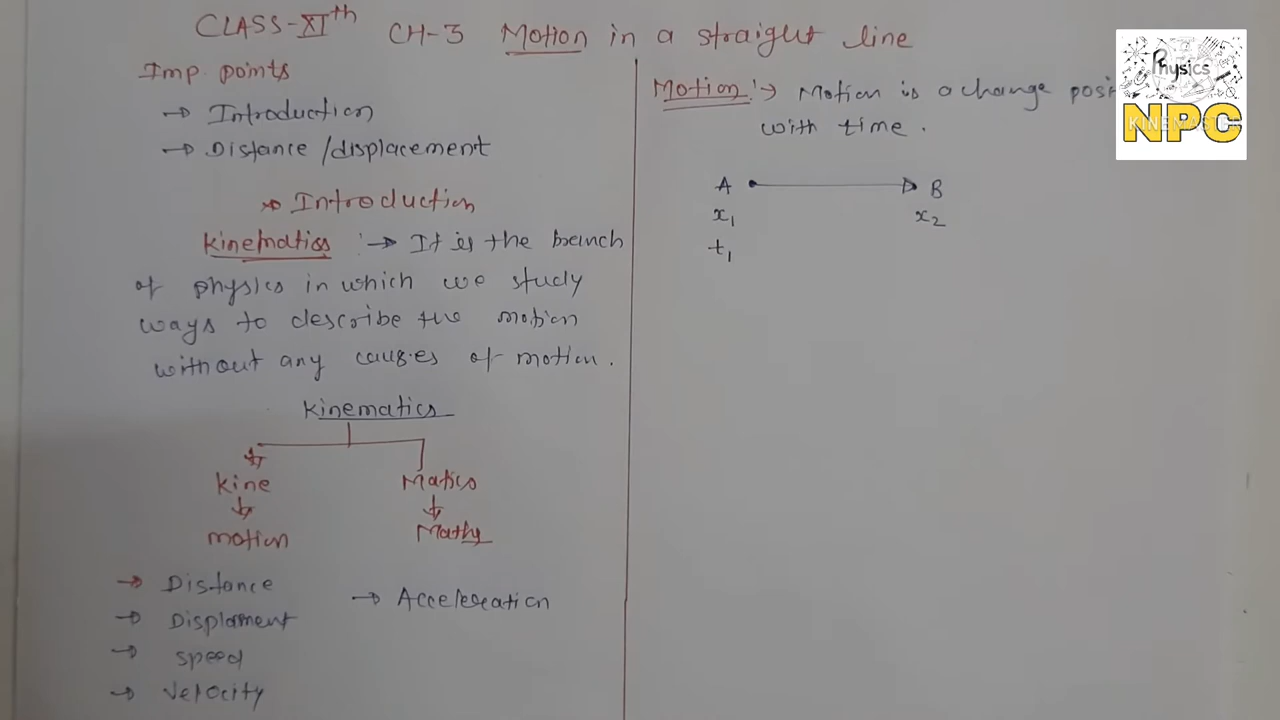 CLASS-XIth CH-3 Motion in a straight line
Imp. points
→ Introduction
→ Distance /displacement
Introduction
Kinematics :→ It is the branch
of physics in which we study
ways to describe the motion
without any causes of motion.
Kinematics
Kine Matics
motion Maths
→ Distance
→ Displament
→ speed
→ Velocity
→ Acceleration
Motion :→ Motion is a change posi
with time.
A B
x1 x2
t1
Physics
NPC
KINEMASTER